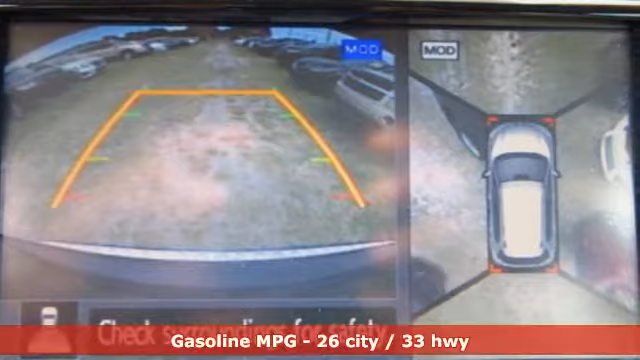 MOD
MOD
Check surroundings for safety
Gasoline MPG - 26 city / 33 hwy